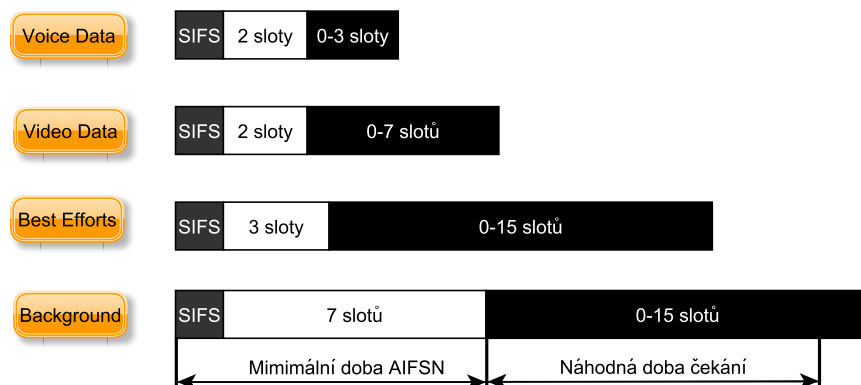 Voice Data SIFS 2 sloty 0-3 sloty
Video Data SIFS 2 sloty 0-7 slotů
Best Efforts SIFS 3 sloty 0-15 slotů
Background SIFS 7 slotů 0-15 slotů
Mimimální doba AIFSN Náhodná doba čekání